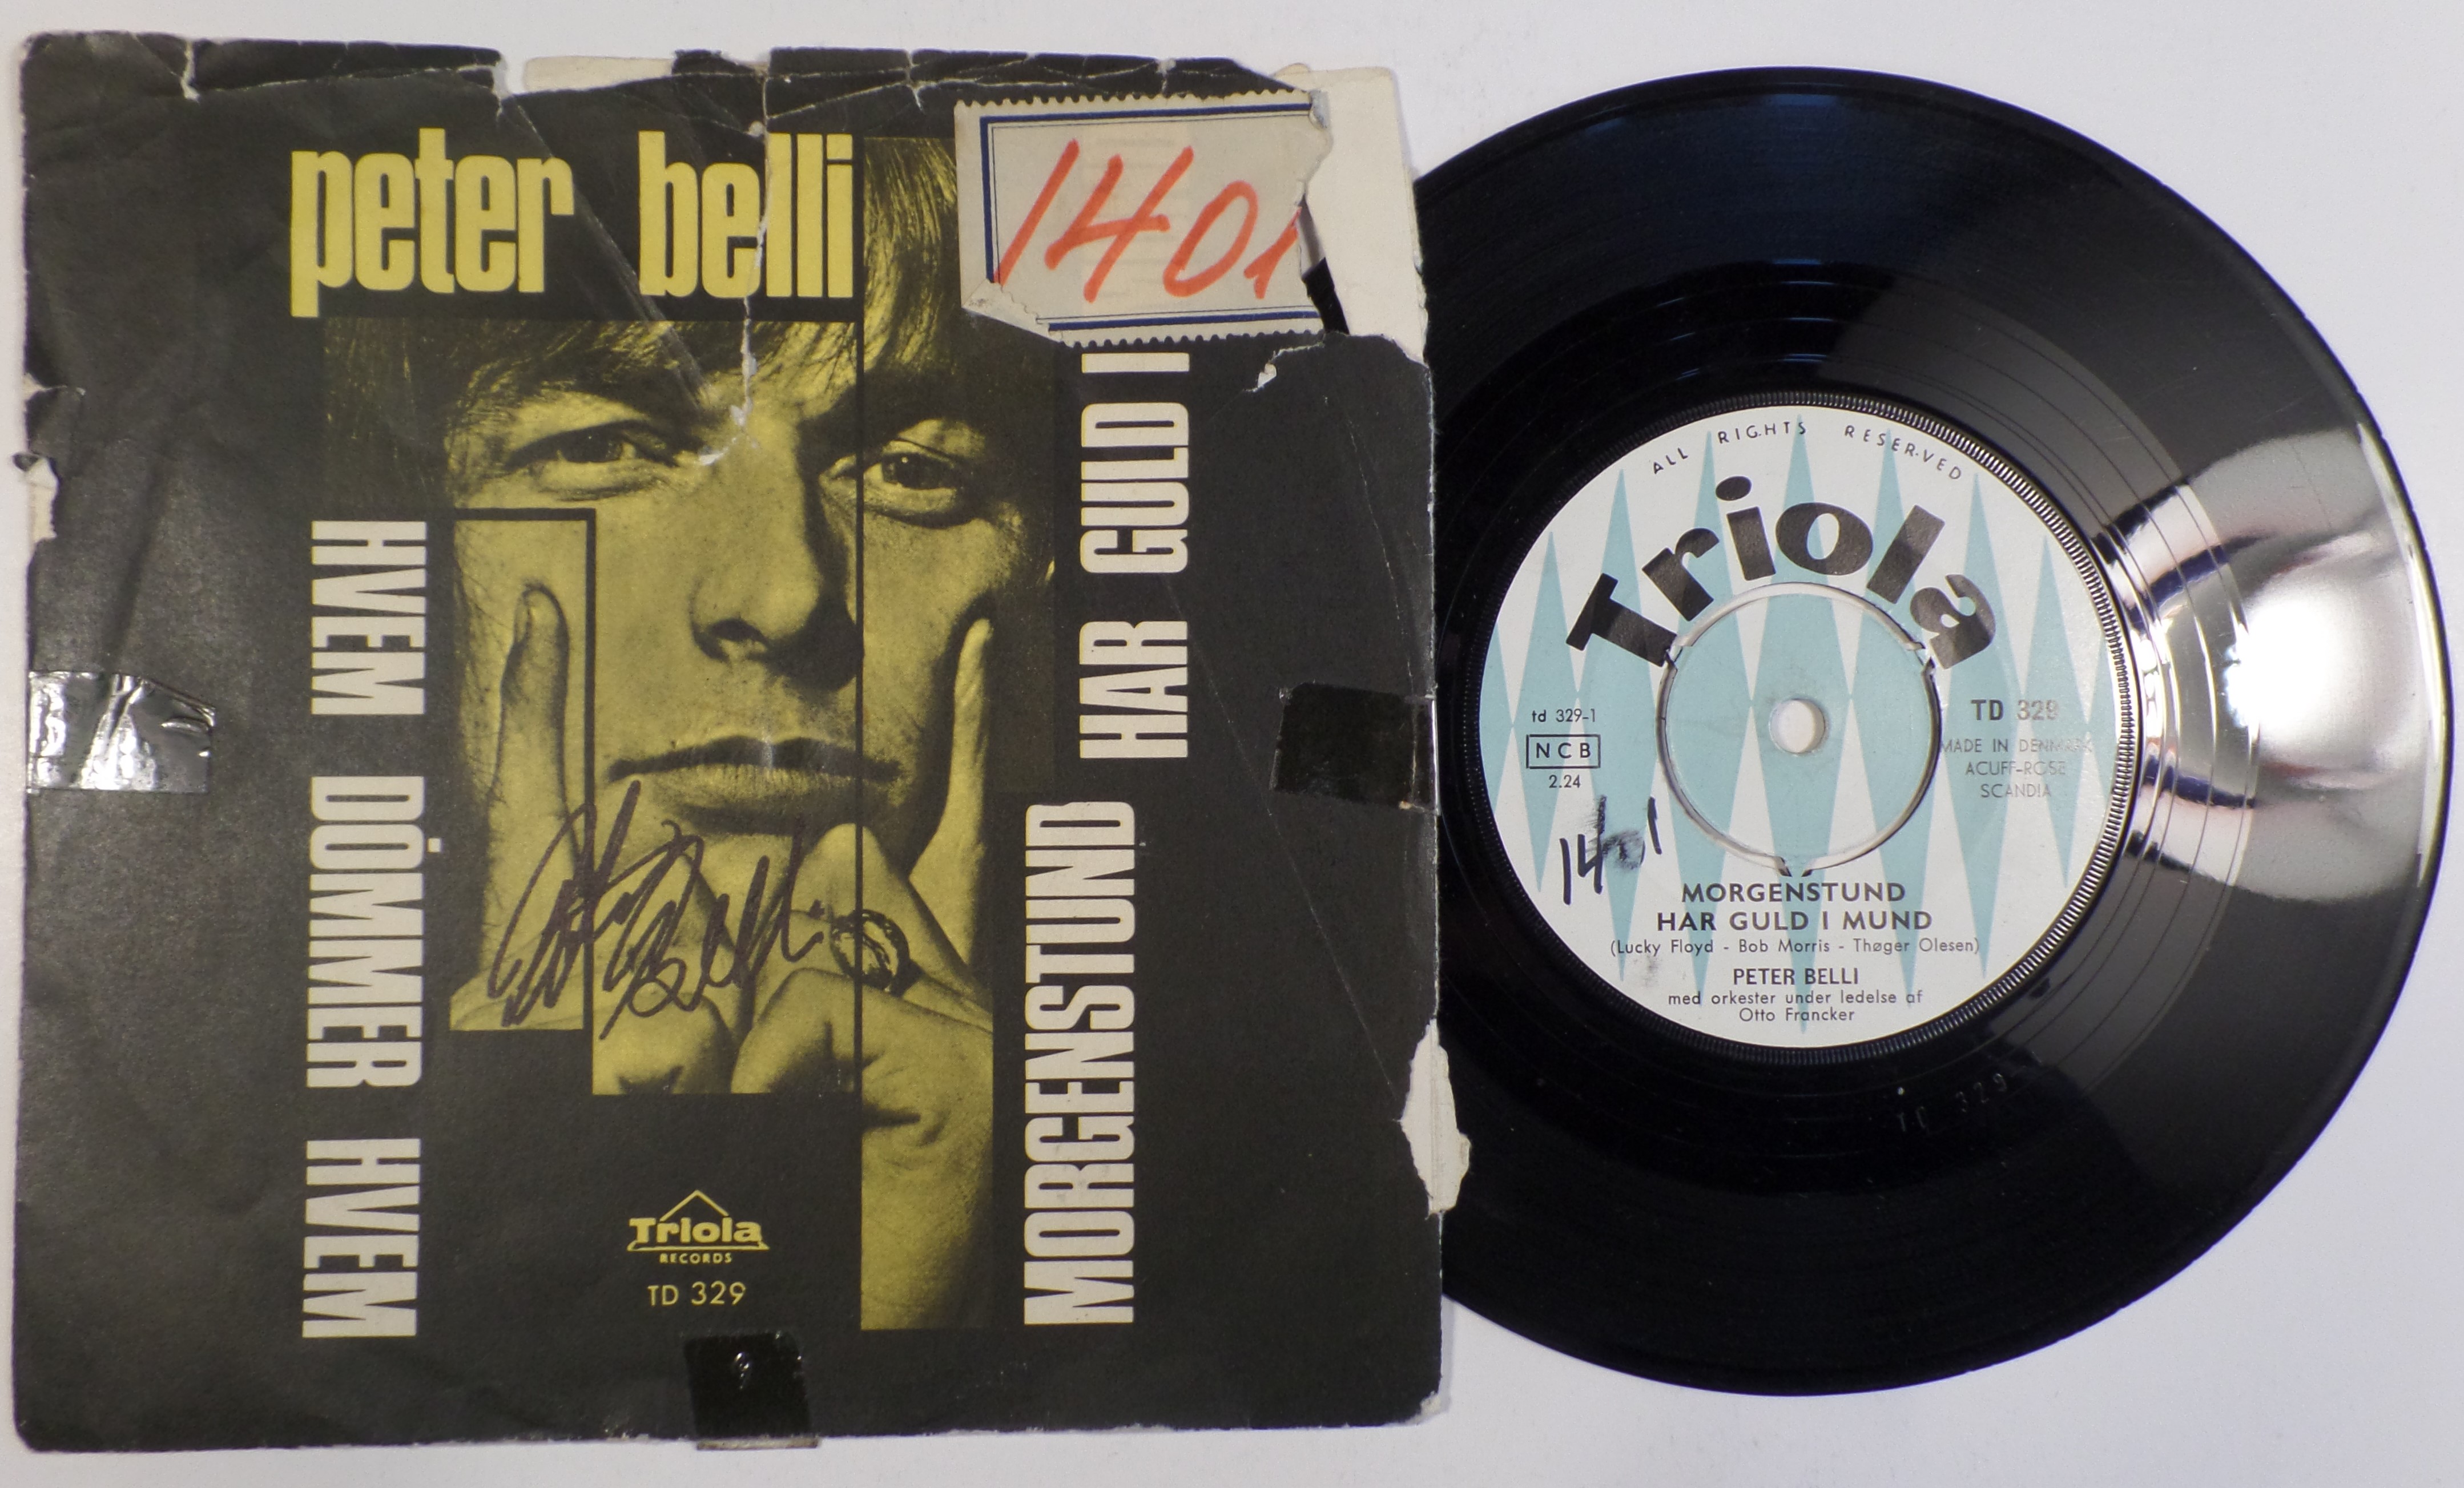 peter belli
1401
HVEM DÖMMER HVEM
MORGENSTUND HAR GULD I
Peter Belli
Triola
RECORDS
TD 329
ALL RIGHTS RESERVED
Triola
td 329-1
NCB
2.24
TD 329
MADE IN DENMARK
ACUFF-ROSE
SCANDIA
1401
MORGENSTUND
HAR GULD I MUND
(Lucky Floyd - Bob Morris - Thøger Olesen)
PETER BELLI
med orkester under ledelse af
Otto Francker